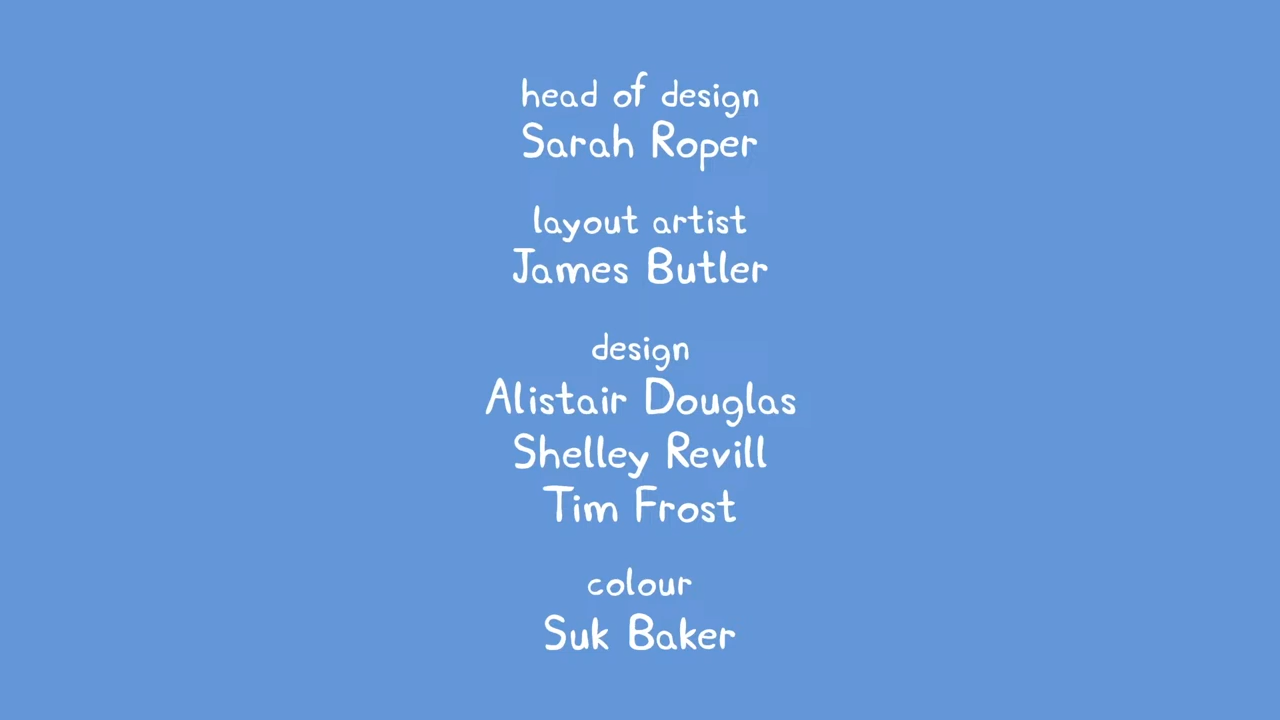 head of design
Sarah Roper
layout artist
James Butler
design
Alistair Douglas
Shelley Revill
Tim Frost
colour
Suk Baker